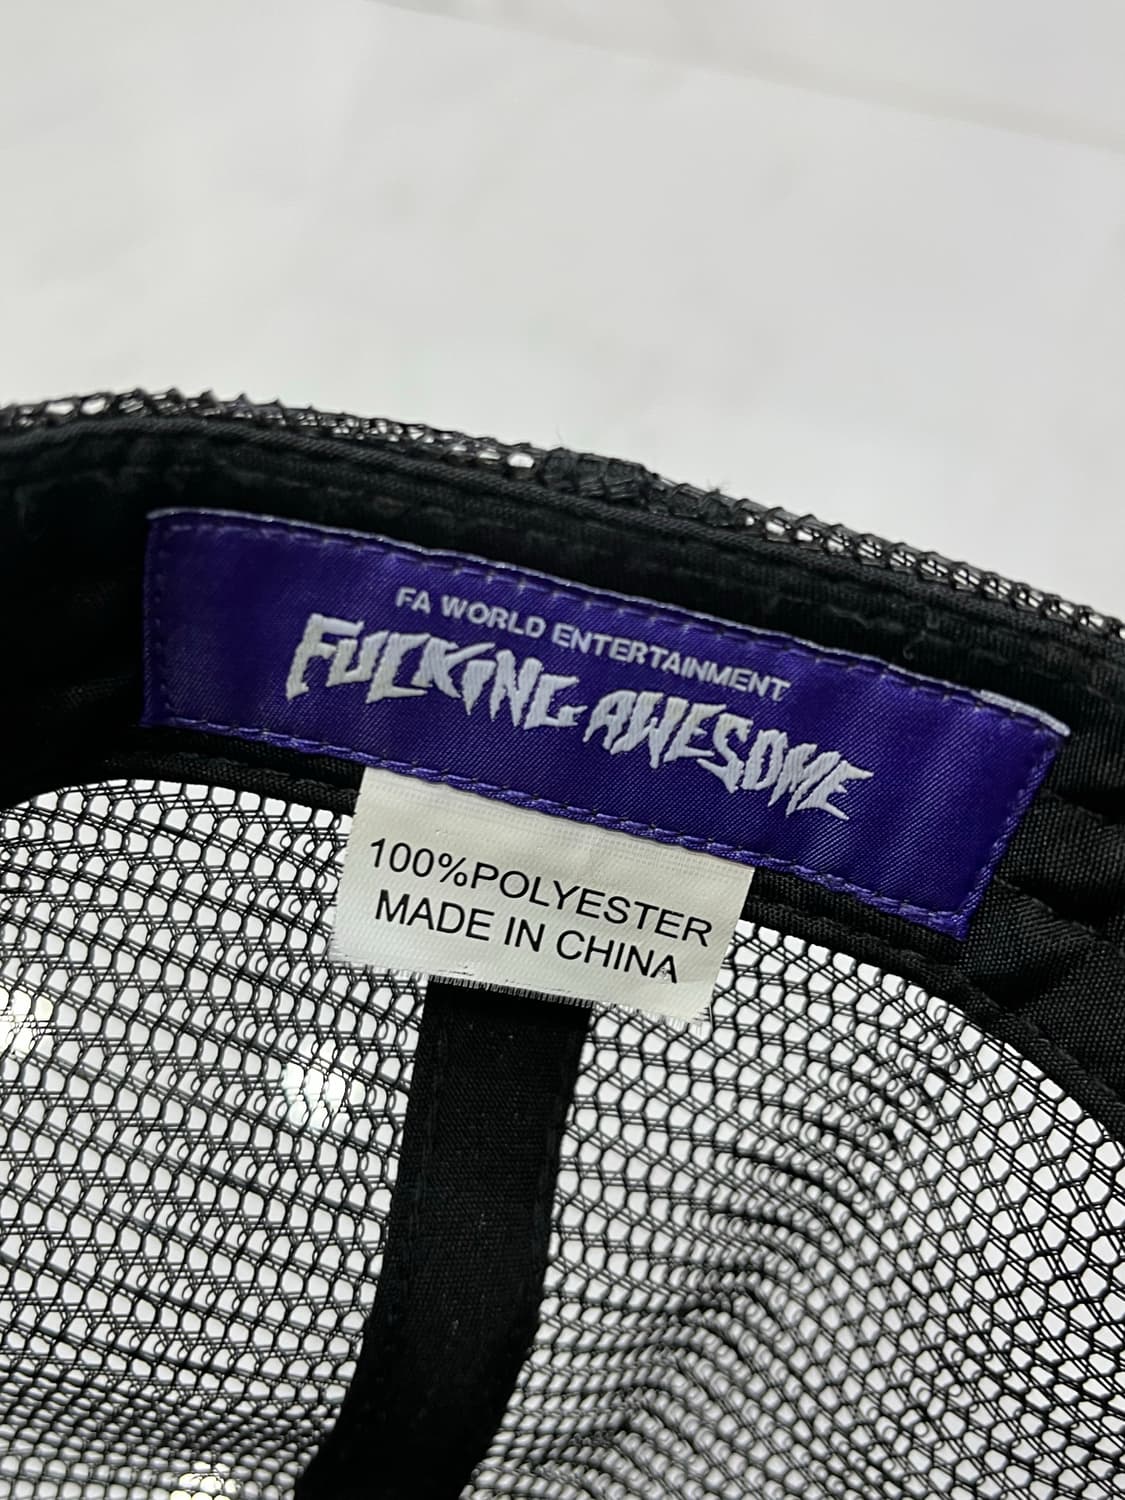 FA WORLD ENTERTAINMENT
FUCKING AWESOME
100%POLYESTER
MADE IN CHINA